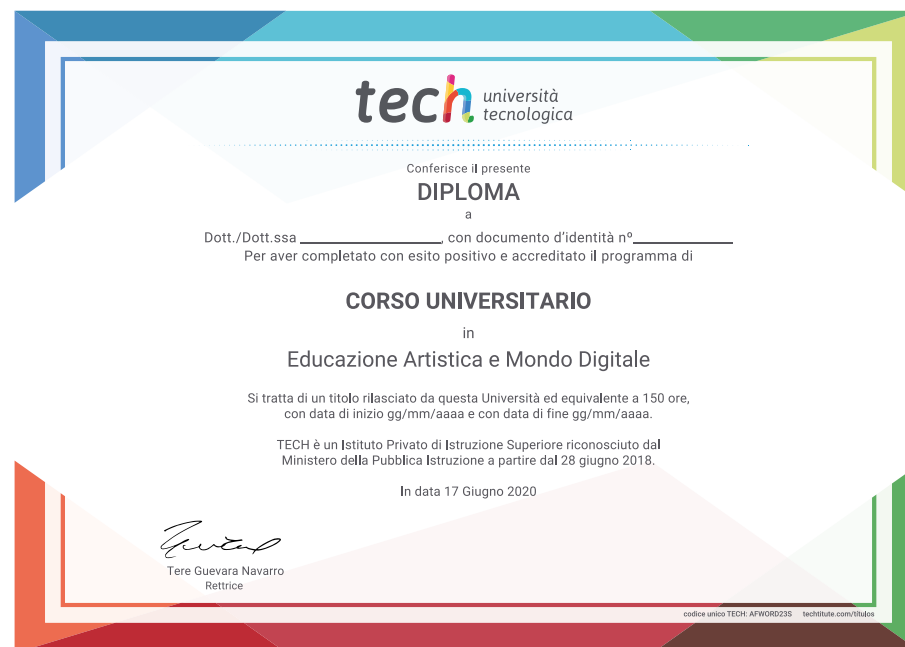 tech università
tecnologica
Conferisce il presente
DIPLOMA
a
Dott./Dott.ssa ____________________, con documento d'identità nº______________
Per aver completato con esito positivo e accreditato il programma di
CORSO UNIVERSITARIO
in
Educazione Artistica e Mondo Digitale
Si tratta di un titolo rilasciato da questa Università ed equivalente a 150 ore,
con data di inizio gg/mm/aaaa e con data di fine gg/mm/aaaa.
TECH è un Istituto Privato di Istruzione Superiore riconosciuto dal
Ministero della Pubblica Istruzione a partire dal 28 giugno 2018.
In data 17 Giugno 2020
Tere Guevara Navarro
Rettrice
codice unico TECH: AFWORD23S techtitute.com/titulos